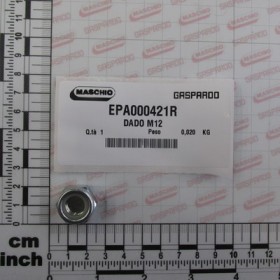 MASCHIO
GASPARDO
EPA000421R
DADO M12
Q.tà 1 Peso 0,020 KG
cm
inch